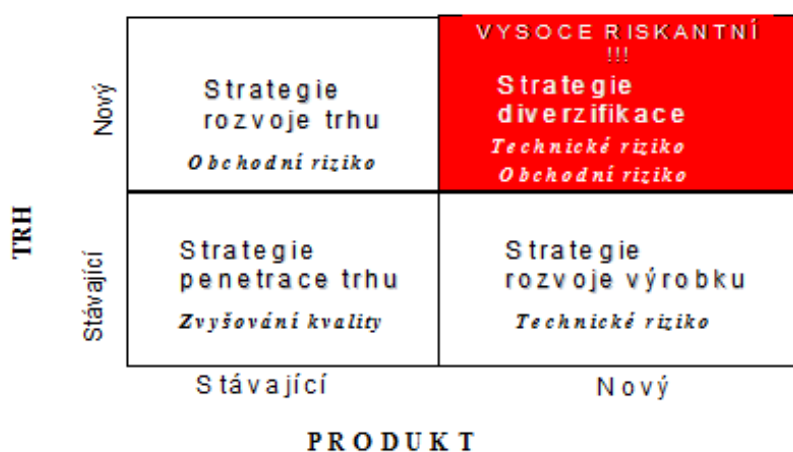 VYSOCE RISKANTNÍ
!!!
Strategie
rozvoje trhu
Obchodní riziko
Strategie
diverzifikace
Technické riziko
Obchodní riziko
Nový
TRH
Strategie
penetrace trhu
Zvyšování kvality
Strategie
rozvoje výrobku
Technické riziko
Stávající
Stávající
Nový
PRODUKT